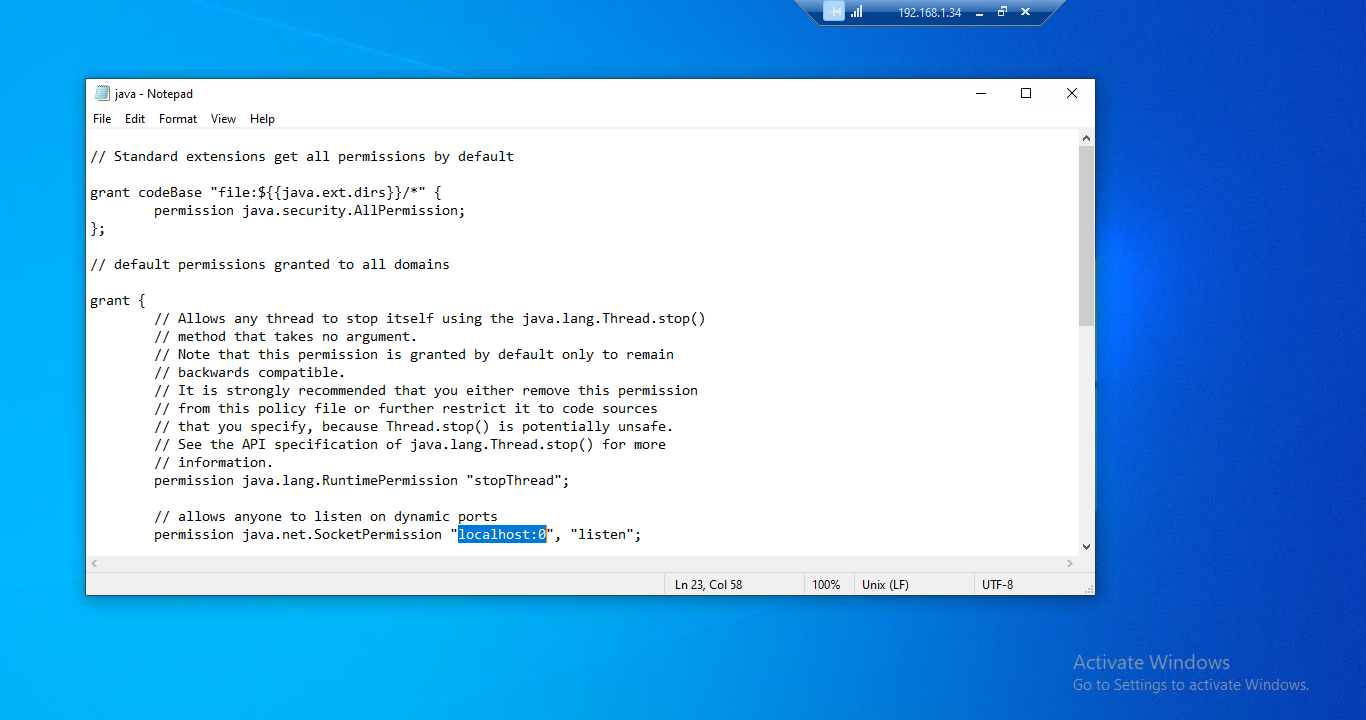 192.168.1.34
java - Notepad
File Edit Format View Help
// Standard extensions get all permissions by default
grant codeBase "file:${{java.ext.dirs}}/*" {
permission java.security.AllPermission;
};
// default permissions granted to all domains
grant {
// Allows any thread to stop itself using the java.lang.Thread.stop()
// method that takes no argument.
// Note that this permission is granted by default only to remain
// backwards compatible.
// It is strongly recommended that you either remove this permission
// from this policy file or further restrict it to code sources
// that you specify, because Thread.stop() is potentially unsafe.
// See the API specification of java.lang.Thread.stop() for more
// information.
permission java.lang.RuntimePermission "stopThread";
// allows anyone to listen on dynamic ports
permission java.net.SocketPermission "localhost:0", "listen";
Ln 23, Col 58 100% Unix (LF) UTF-8
Activate Windows
Go to Settings to activate Windows.